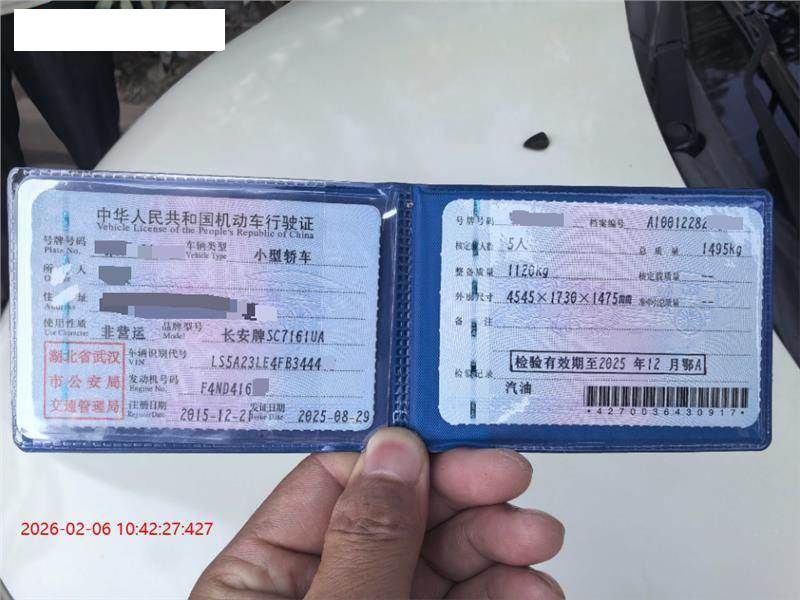 中华人民共和国机动车行驶证
Vehicle License of the People's Republic of China
号牌号码
Plate No.
车辆类型
Vehicle Type
小型轿车
所 人
住 址
使用性质
Use Character
非营运
品牌型号
Model
长安牌SC7161UA
湖北省武汉
市公安局
交通管理局
车辆识别代号
VIN
LS5A23LE4FB3444
发动机号码
Engine No.
F4ND416
注册日期
Register Date
2015-12-2
发证日期
Issue Date
2025-08-29
号牌号码
档案编号
A10012282
核定载人数
5人
总 质 量
1495kg
整备质量
1120kg
核定载质量
--
外廓尺寸
4545×1730×1475mm
准牵引总质量
--
备 注
检验有效期至2025 年 12 月鄂A
检验记录
汽油
*4270036430917*
2026-02-06 10:42:27:427